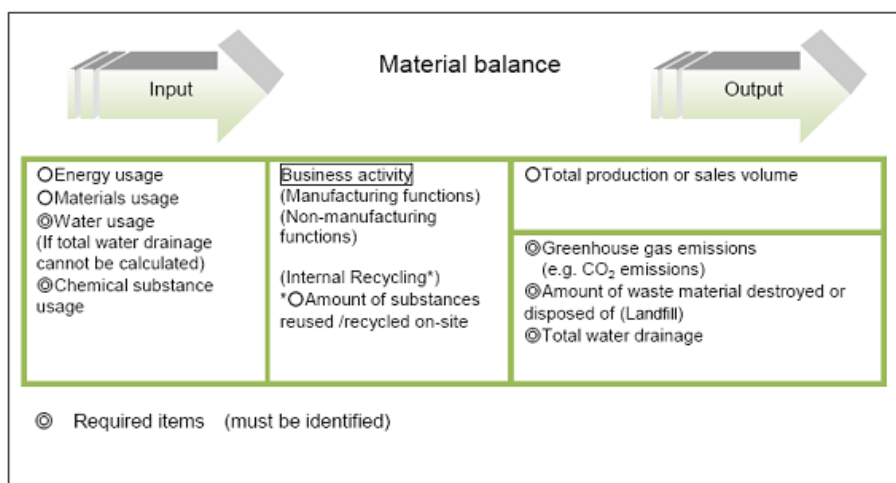 Material balance
Input
Output
○Energy usage
○Materials usage
◎Water usage
(If total water drainage
cannot be calculated)
◎Chemical substance
usage
Business activity
(Manufacturing functions)
(Non-manufacturing
functions)
(Internal Recycling*)
*○Amount of substances
reused /recycled on-site
○Total production or sales volume
◎Greenhouse gas emissions
(e.g. CO₂ emissions)
◎Amount of waste material destroyed or
disposed of (Landfill)
◎Total water drainage
◎ Required items (must be identified)